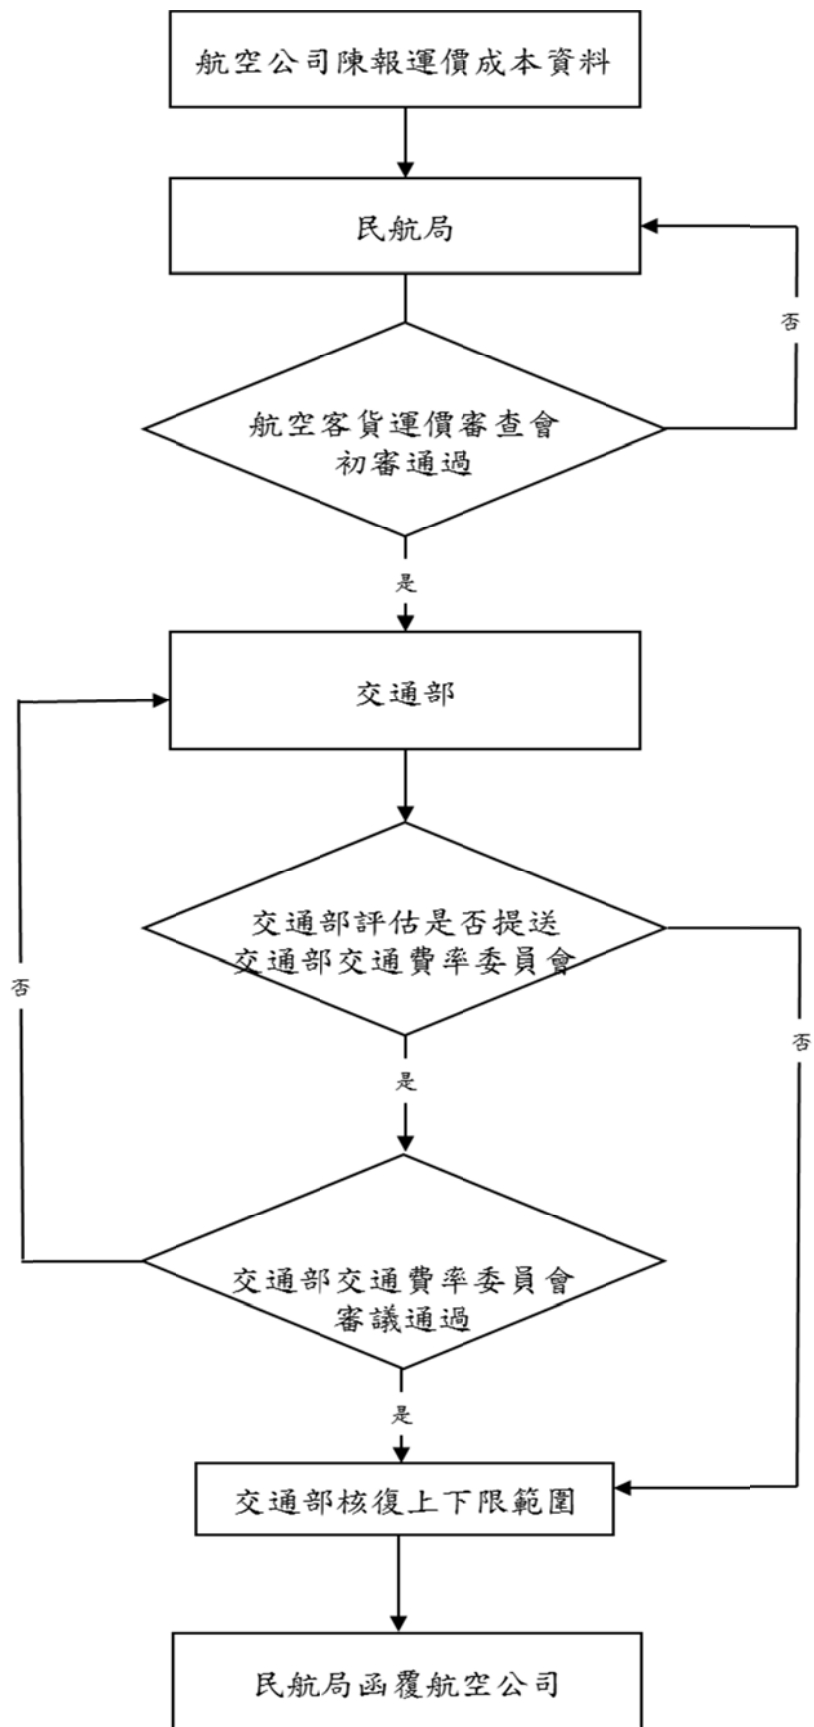 航空公司陳報運價成本資料
民航局
否
航空客貨運價審查會
初審通過
是
交通部
交通部評估是否提送
交通部交通費率委員會
否
否
是
交通部交通費率委員會
審議通過
是
交通部核復上下限範圍
民航局函覆航空公司